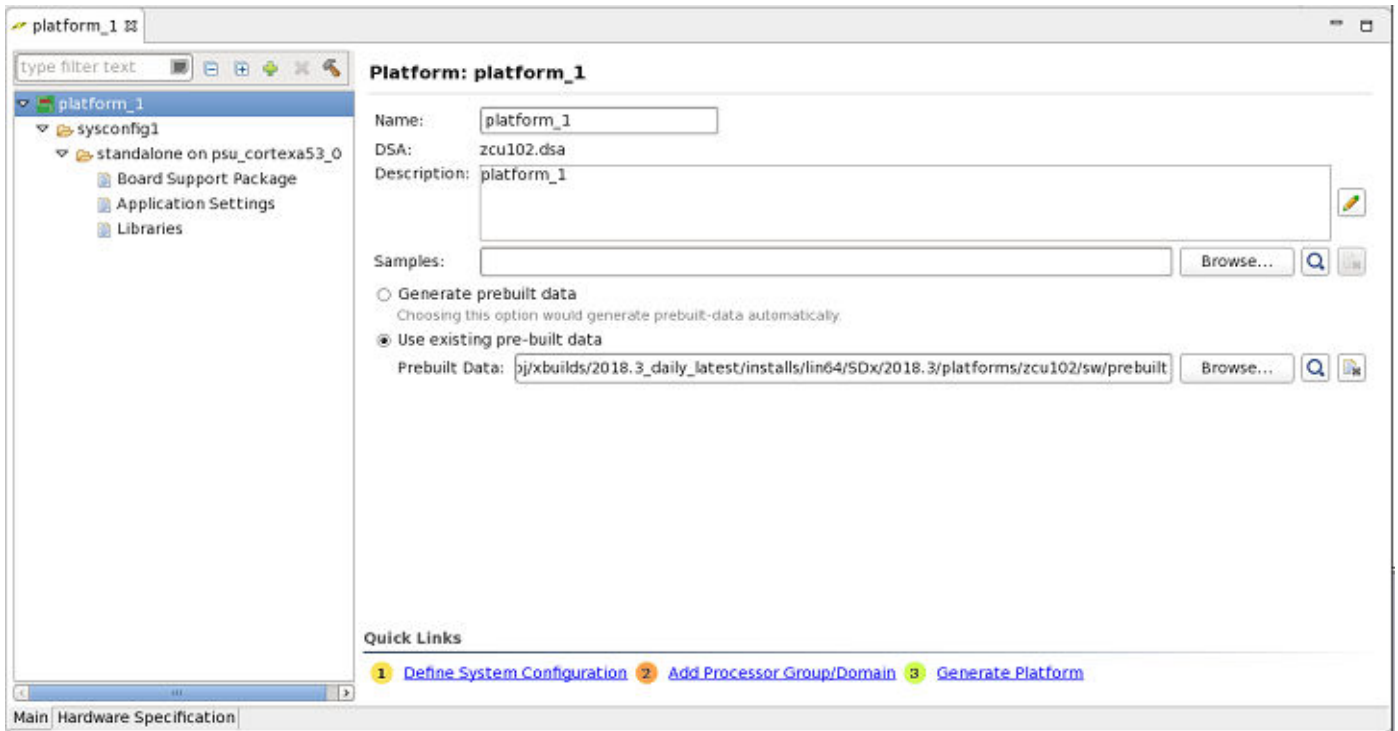 platform_1
type filter text
platform_1
sysconfig1
standalone on psu_cortexa53_0
Board Support Package
Application Settings
Libraries
Platform: platform_1
Name: platform_1
DSA: zcu102.dsa
Description: platform_1
Samples: Browse...
Generate prebuilt data
Choosing this option would generate prebuilt-data automatically.
Use existing pre-built data
Prebuilt Data: oj/xbuilds/2018.3_daily_latest/installs/lin64/SDx/2018.3/platforms/zcu102/sw/prebuilt Browse...
Quick Links
1 Define System Configuration 2 Add Processor Group/Domain 3 Generate Platform
Main Hardware Specification